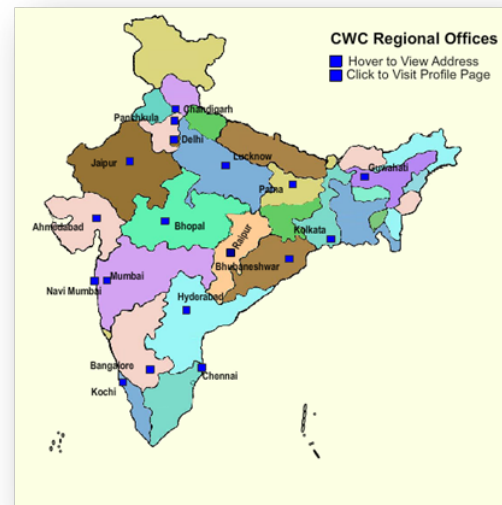 CWC Regional Offices
Hover to View Address
Click to Visit Profile Page
Chandigarh
Panchkula
Delhi
Jaipur
Lucknow
Guwahati
Patna
Ahmedabad
Bhopal
Raipur
Kolkata
Bhubaneshwar
Mumbai
Navi Mumbai
Hyderabad
Bangalore
Chennai
Kochi